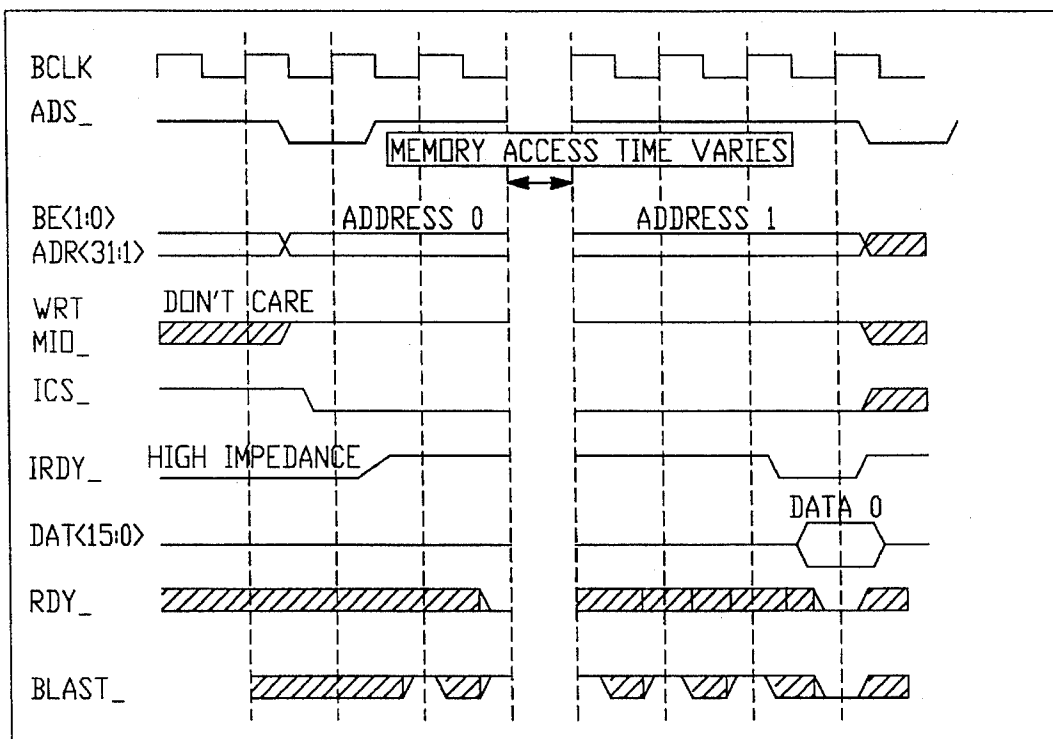 BCLK
ADS_
MEMORY ACCESS TIME VARIES
BE<1:0>
ADDRESS 0
ADDRESS 1
ADR<31:1>
WRT
DON'T CARE
MIO_
ICS_
IRDY_
HIGH IMPEDANCE
DATA 0
DAT<15:0>
RDY_
BLAST_